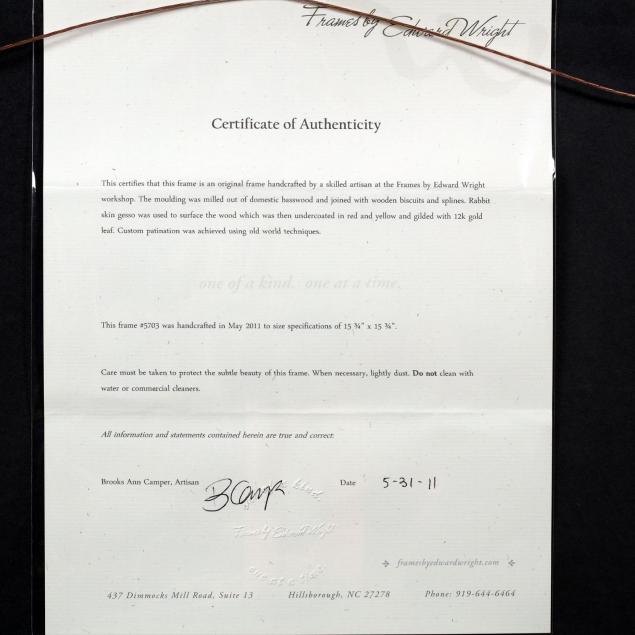 Frames by Edward Wright
Certificate of Authenticity
This certifies that this frame is an original frame handcrafted by a skilled artisan at the Frames by Edward Wright
workshop. The moulding was milled out of domestic basswood and joined with wooden biscuits and splines. Rabbit
skin gesso was used to surface the wood which was then undercoated in red and yellow and gilded with 12k gold
leaf. Custom patination was achieved using old world techniques.
one of a kind. one at a time.
This frame #5703 was handcrafted in May 2011 to size specifications of 15 ¾" x 15 ¾".
Care must be taken to protect the subtle beauty of this frame. When necessary, lightly dust. Do not clean with
water or commercial cleaners.
All information and statements contained herein are true and correct.
Brooks Ann Camper, Artisan B Camp Date 5-31-11
Frames by Edward Wright
framesbyedwardwright.com
437 Dimmocks Mill Road, Suite 13 Hillsborough, NC 27278 Phone: 919-644-6464